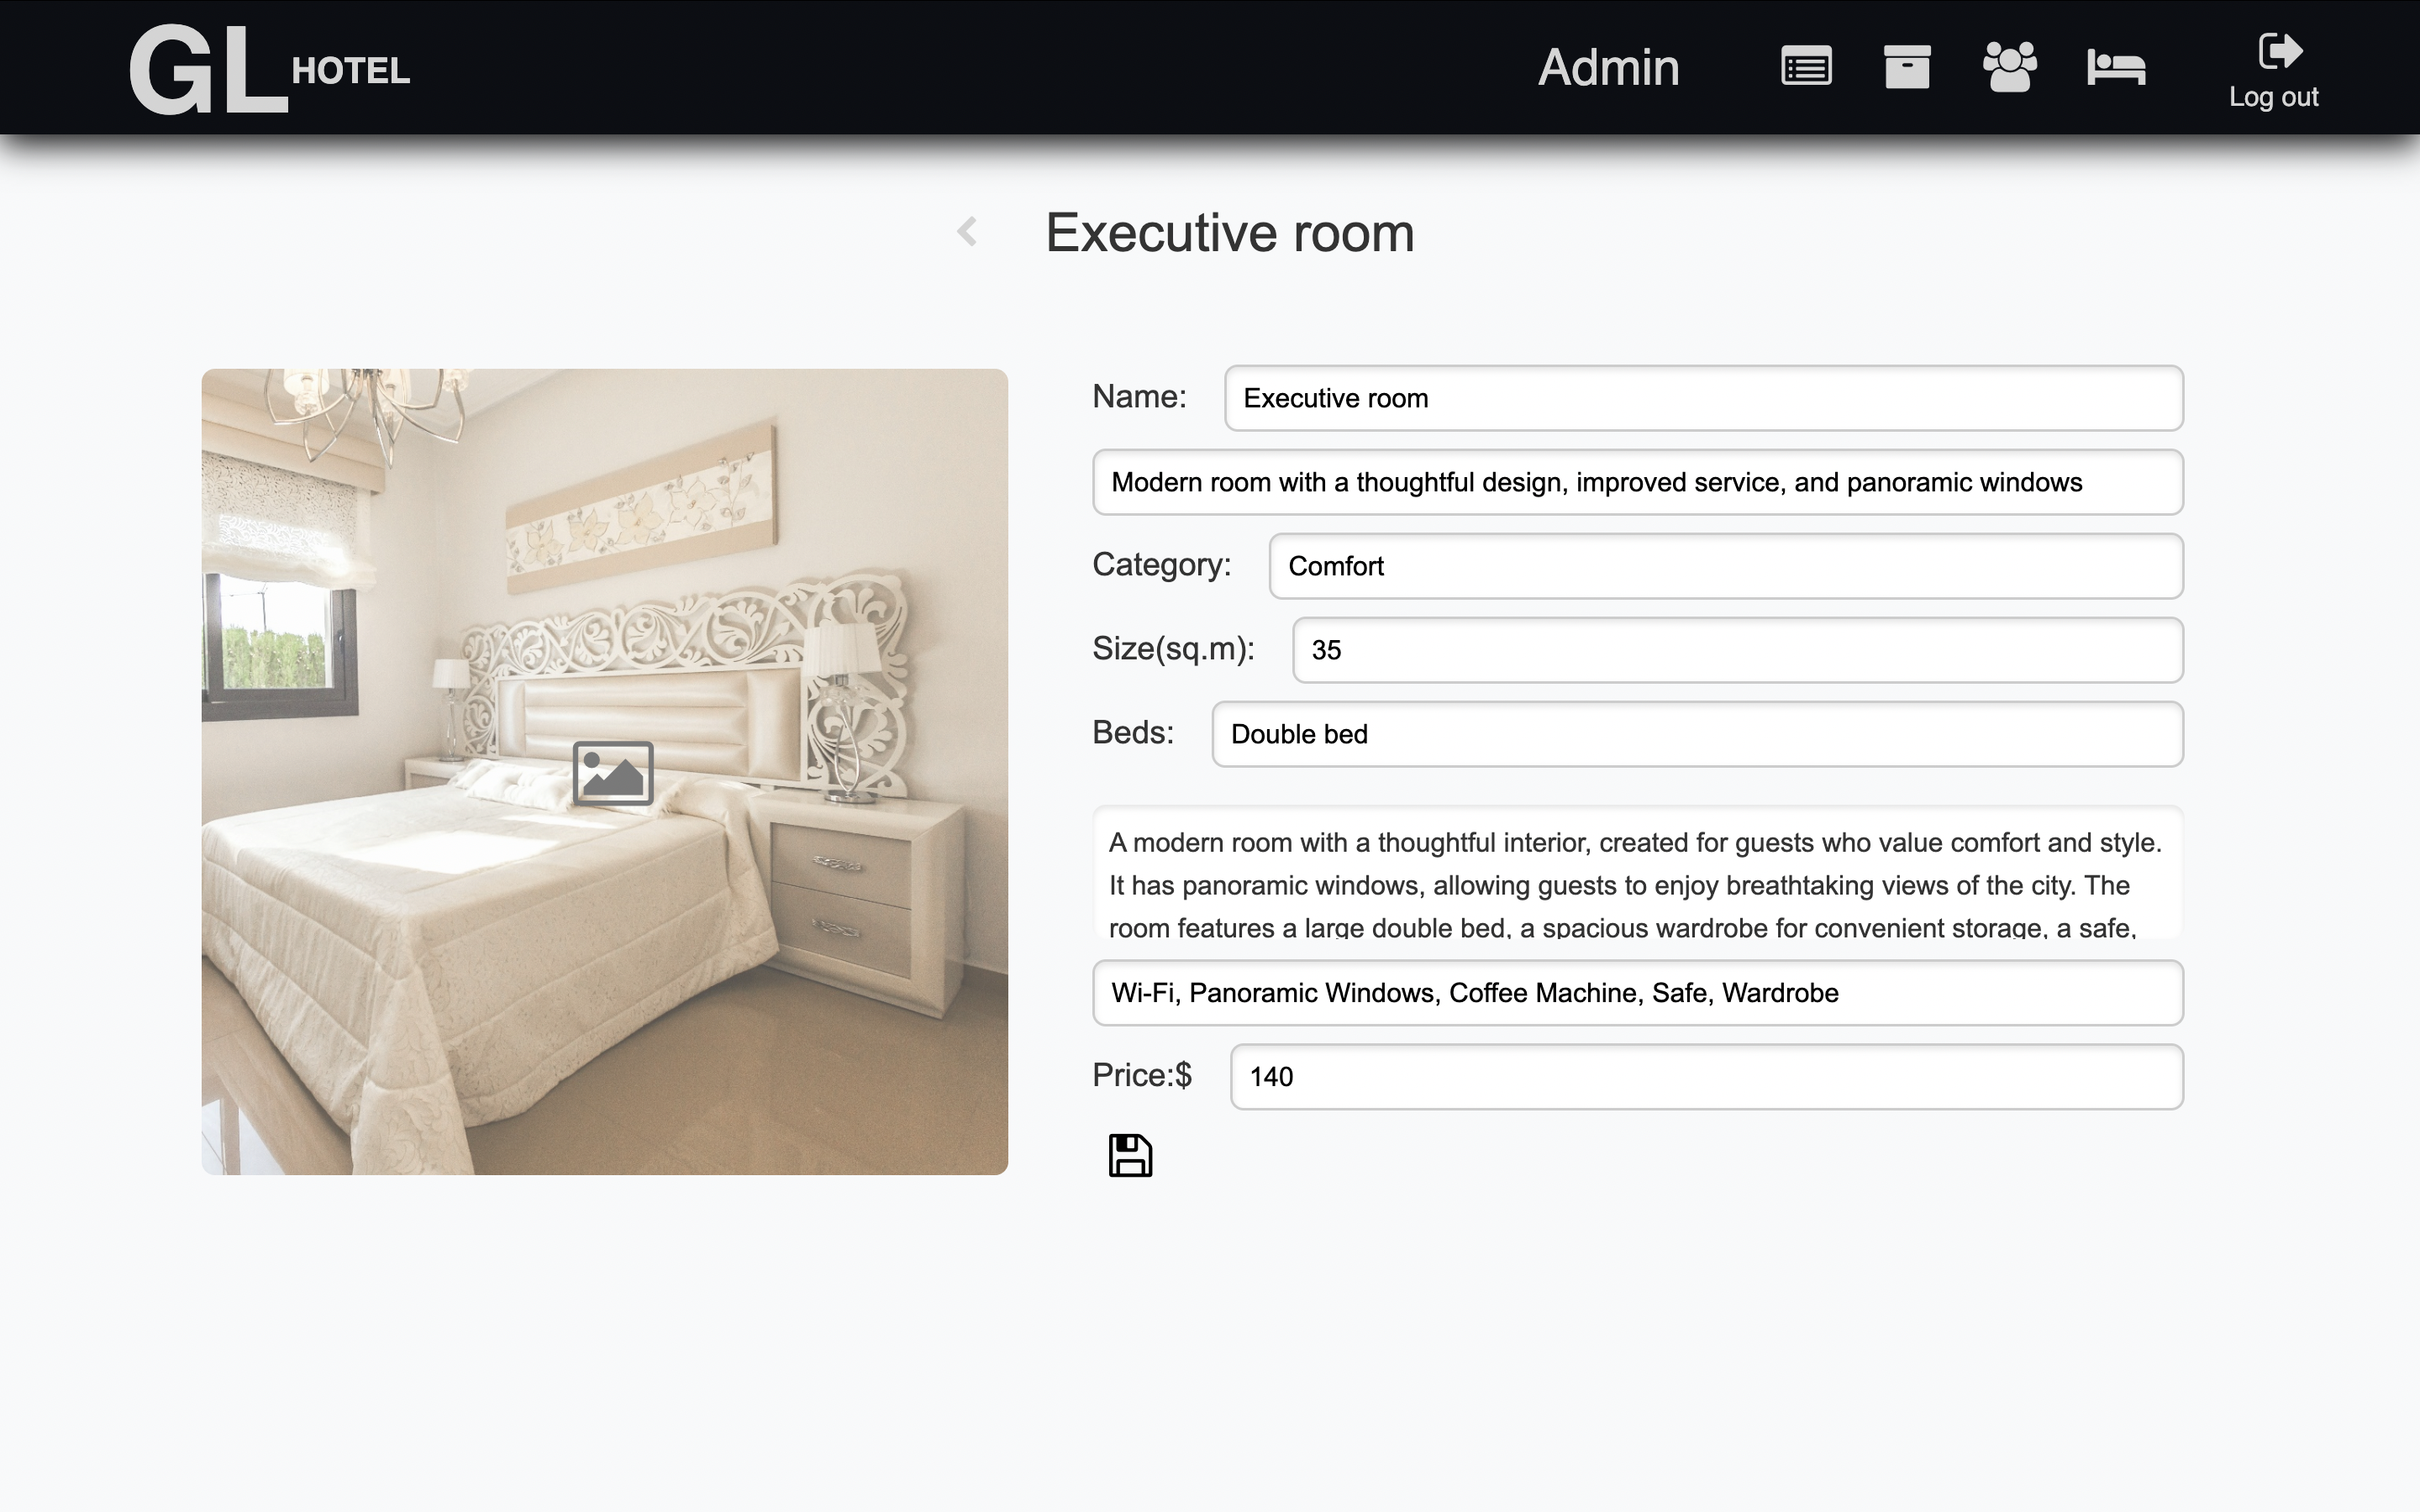 GL HOTEL
Admin
Log out
Executive room
Name: Executive room
Modern room with a thoughtful design, improved service, and panoramic windows
Category: Comfort
Size(sq.m): 35
Beds: Double bed
A modern room with a thoughtful interior, created for guests who value comfort and style.
It has panoramic windows, allowing guests to enjoy breathtaking views of the city. The
room features a large double bed, a spacious wardrobe for convenient storage, a safe,
Wi-Fi, Panoramic Windows, Coffee Machine, Safe, Wardrobe
Price:$ 140